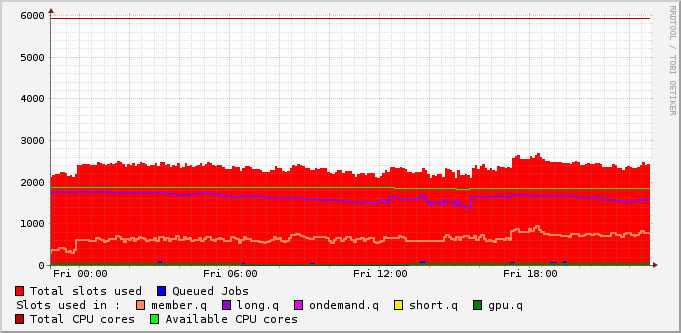 RRDTOOL / TOBI OETIKER
6000
5000
4000
3000
2000
1000
0
Fri 00:00 Fri 06:00 Fri 12:00 Fri 18:00
Total slots used Queued Jobs
Slots used in : member.q long.q ondemand.q short.q gpu.q
Total CPU cores Available CPU cores